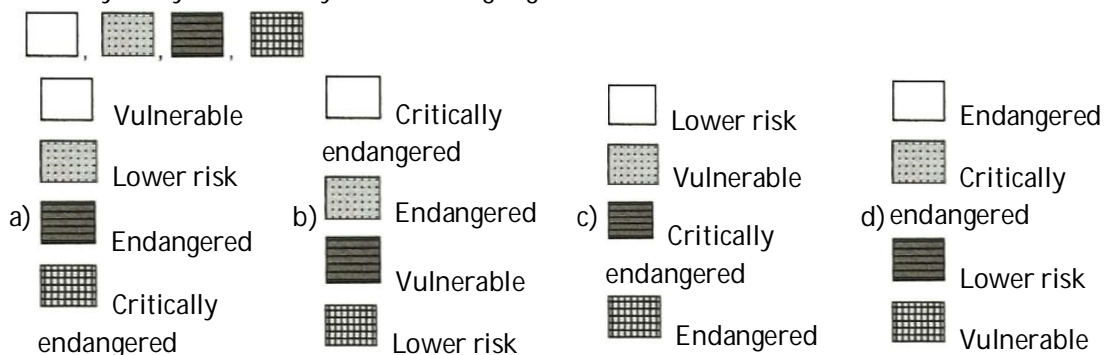 , , ,
a) Vulnerable
Lower risk
Endangered
Critically
endangered
b) Critically
endangered
Endangered
Vulnerable
Lower risk
c) Lower risk
Vulnerable
Critically
endangered
Endangered
d) Endangered
Critically
endangered
Lower risk
Vulnerable